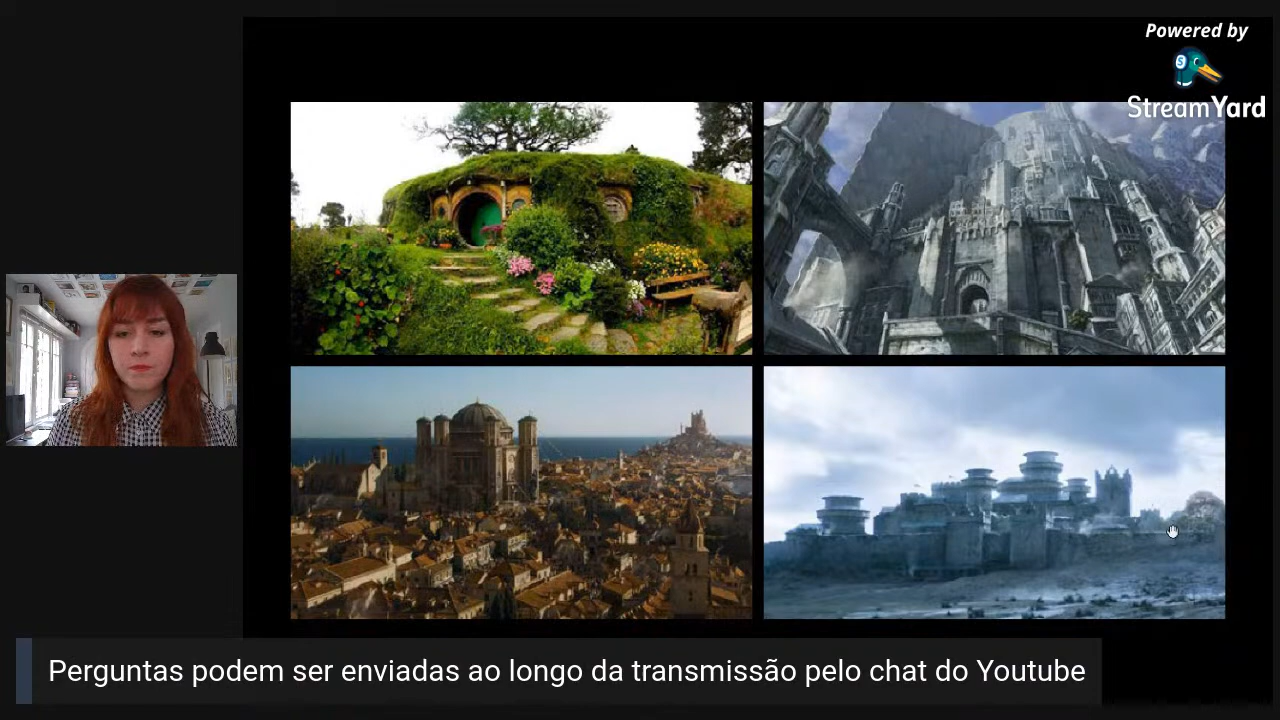 Powered by
StreamYard
Perguntas podem ser enviadas ao longo da transmissão pelo chat do Youtube